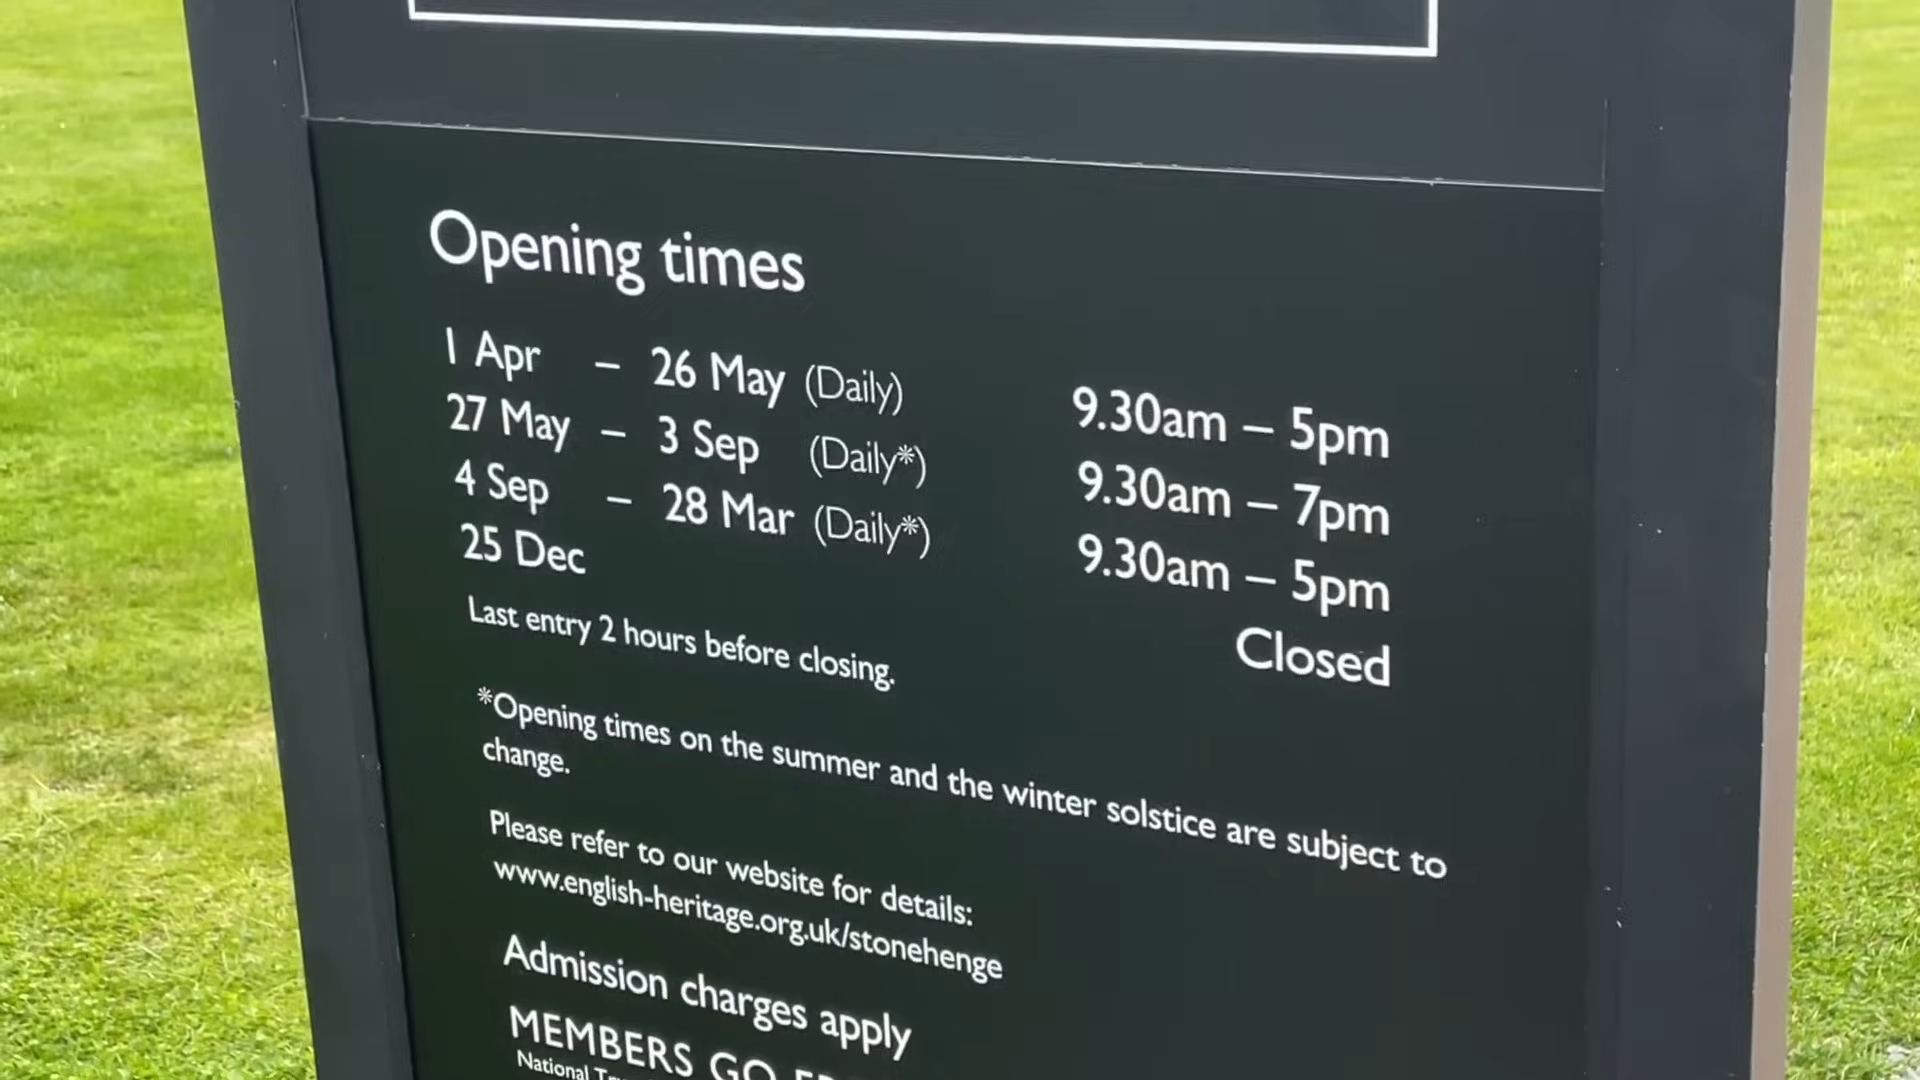 Opening times
1 Apr – 26 May (Daily) 9.30am – 5pm
27 May – 3 Sep (Daily*) 9.30am – 7pm
4 Sep – 28 Mar (Daily*) 9.30am – 5pm
25 Dec Closed
Last entry 2 hours before closing.
*Opening times on the summer and the winter solstice are subject to
change.
Please refer to our website for details:
www.english-heritage.org.uk/stonehenge
Admission charges apply
MEMBERS GO
National